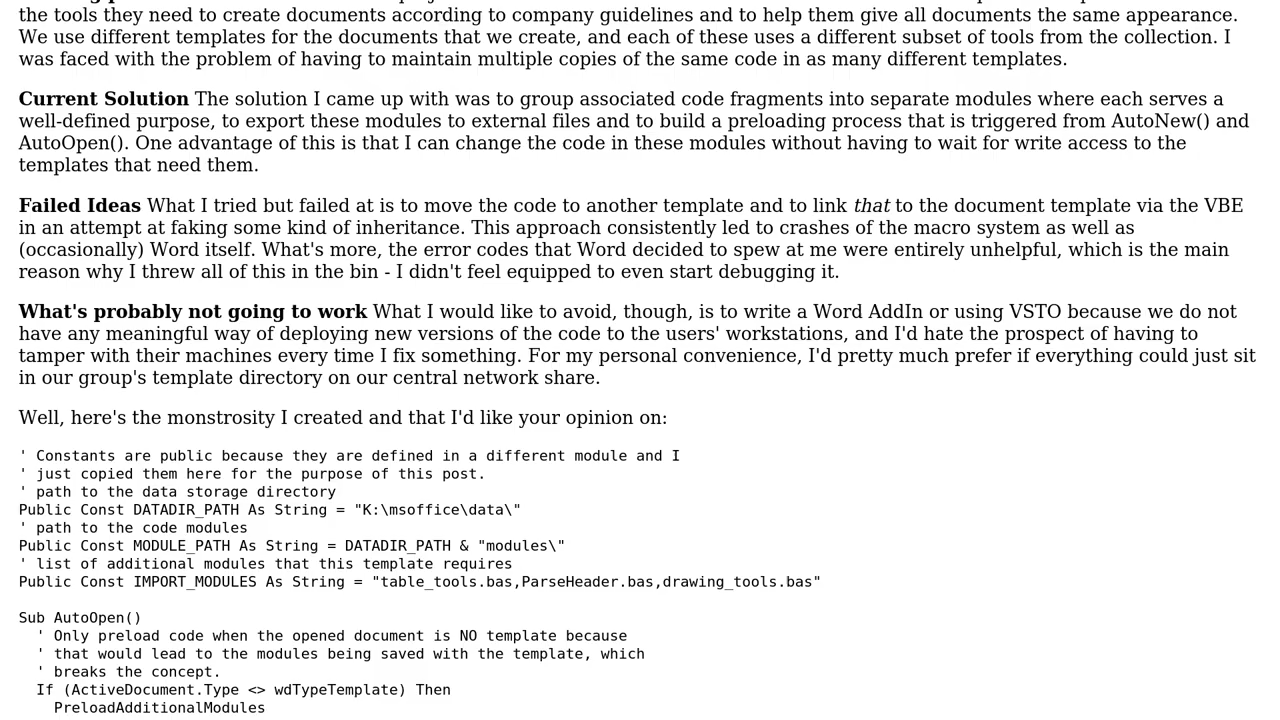 the tools they need to create documents according to company guidelines and to help them give all documents the same appearance.
We use different templates for the documents that we create, and each of these uses a different subset of tools from the collection. I
was faced with the problem of having to maintain multiple copies of the same code in as many different templates.
Current Solution The solution I came up with was to group associated code fragments into separate modules where each serves a
well-defined purpose, to export these modules to external files and to build a preloading process that is triggered from AutoNew() and
AutoOpen(). One advantage of this is that I can change the code in these modules without having to wait for write access to the
templates that need them.
Failed Ideas What I tried but failed at is to move the code to another template and to link that to the document template via the VBE
in an attempt at faking some kind of inheritance. This approach consistently led to crashes of the macro system as well as
(occasionally) Word itself. What's more, the error codes that Word decided to spew at me were entirely unhelpful, which is the main
reason why I threw all of this in the bin - I didn't feel equipped to even start debugging it.
What's probably not going to work What I would like to avoid, though, is to write a Word AddIn or using VSTO because we do not
have any meaningful way of deploying new versions of the code to the users' workstations, and I'd hate the prospect of having to
tamper with their machines every time I fix something. For my personal convenience, I'd pretty much prefer if everything could just sit
in our group's template directory on our central network share.
Well, here's the monstrosity I created and that I'd like your opinion on:
' Constants are public because they are defined in a different module and I
' just copied them here for the purpose of this post.
' path to the data storage directory
Public Const DATADIR_PATH As String = "K:\msoffice\data\"
' path to the code modules
Public Const MODULE_PATH As String = DATADIR_PATH & "modules\"
' list of additional modules that this template requires
Public Const IMPORT_MODULES As String = "table_tools.bas,ParseHeader.bas,drawing_tools.bas"
Sub AutoOpen()
  ' Only preload code when the opened document is NO template because
  ' that would lead to the modules being saved with the template, which
  ' breaks the concept.
  If (ActiveDocument.Type <> wdTypeTemplate) Then
    PreloadAdditionalModules